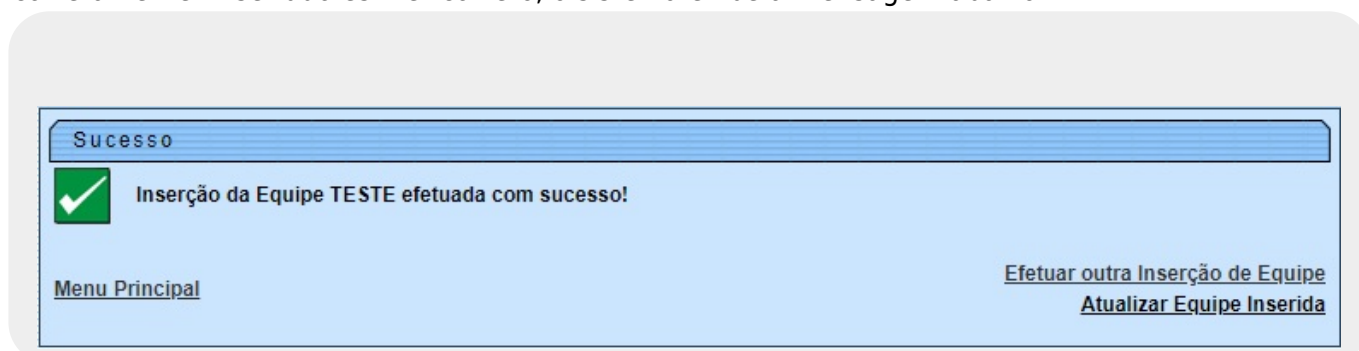 Sucesso
Inserção da Equipe TESTE efetuada com sucesso!
Efetuar outra Inserção de Equipe
Menu Principal
Atualizar Equipe Inserida